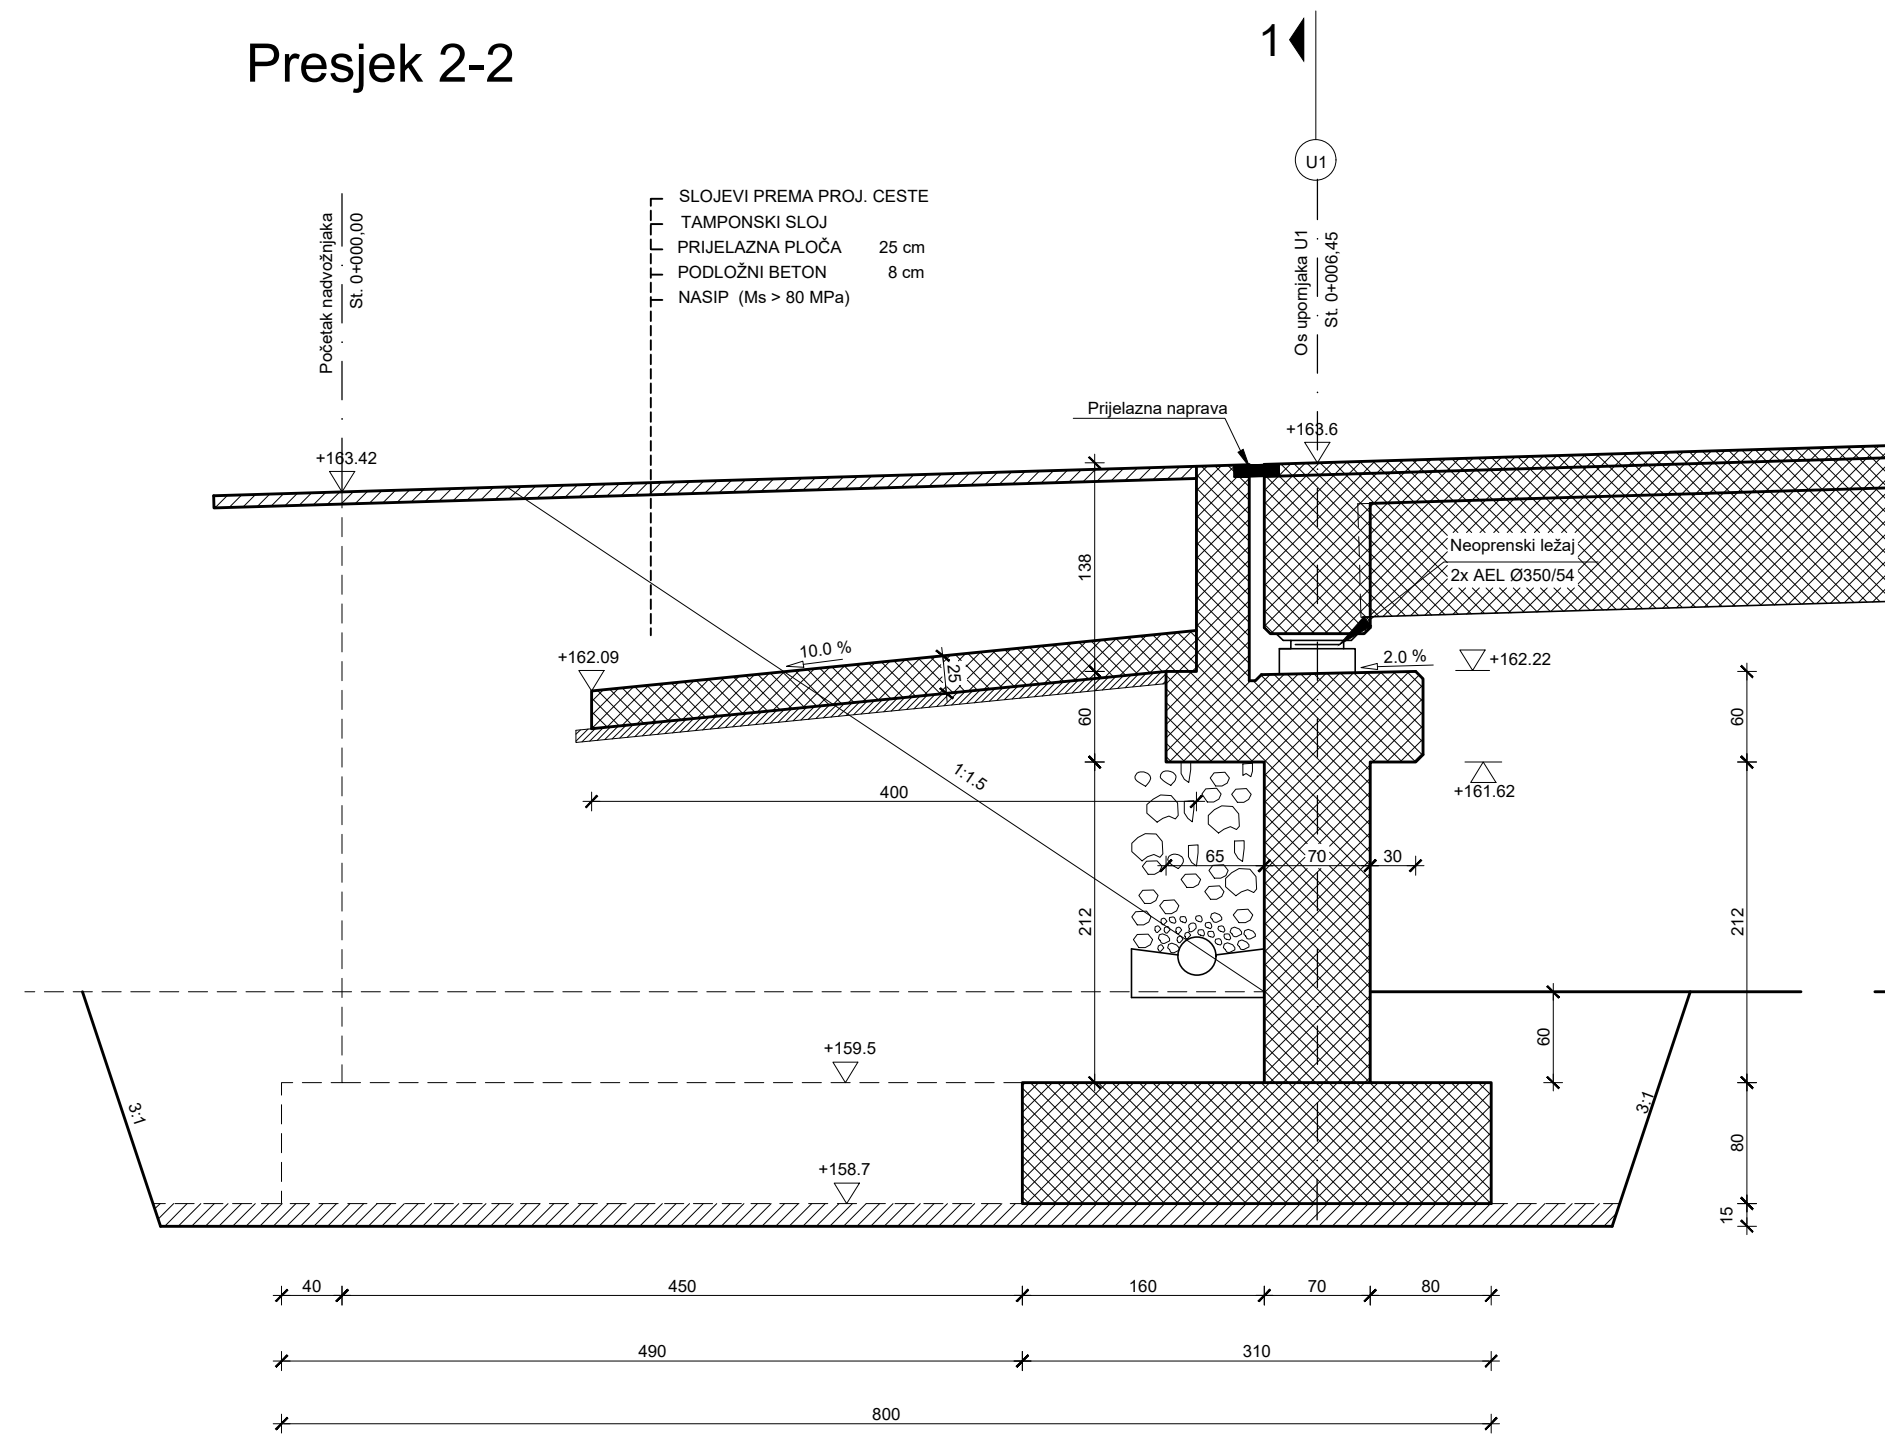 Presjek 2-2
1
U1
SLOJEVI PREMA PROJ. CESTE
TAMPONSKI SLOJ
PRIJELAZNA PLOČA 25 cm
PODLOŽNI BETON 8 cm
NASIP (Ms > 80 MPa)
Početak nadvožnjaka
St. 0+000,00
Os upornjaka U1
St. 0+006,45
Prijelazna naprava
+163.6
+163.42
138
Neoprenski ležaj
2x AEL Ø350/54
10.0 %
2.0 %
+162.22
+162.09
25
60
60
1:1.5
400
+161.62
65
70
30
212
212
60
+159.5
3:1
3:1
80
+158.7
15
40
450
160
70
80
490
310
800